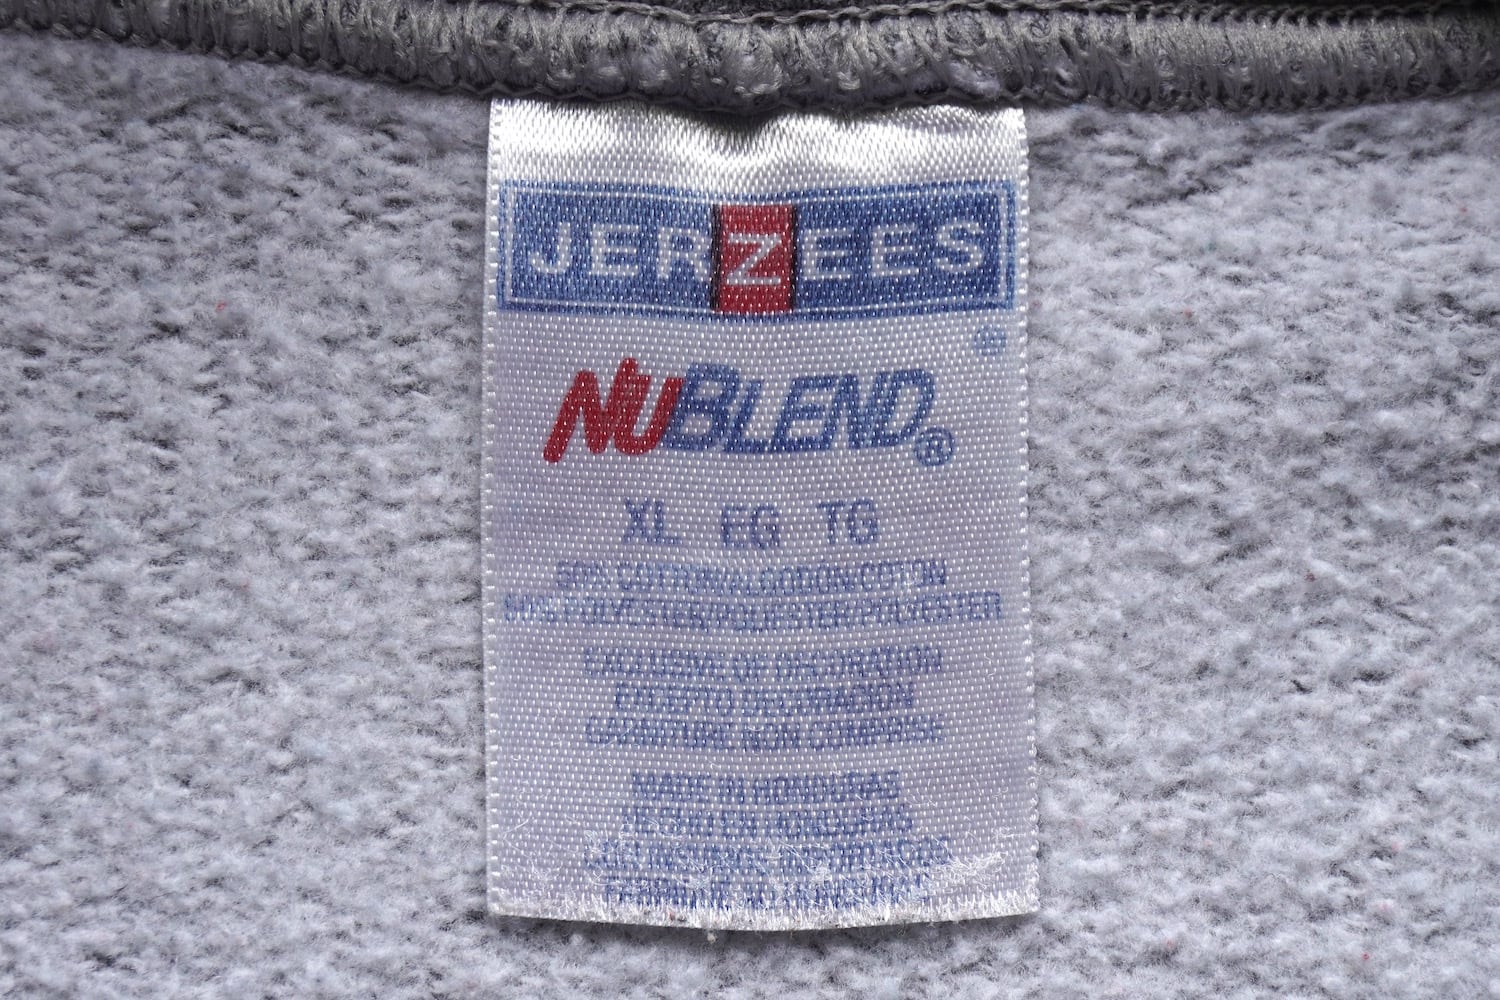 JERZEES
NUBLEND®
XL EG TG
50% COTTON/ALGODON/COTON
50% POLYESTER/POLIESTER/POLYESTER
EXCLUSIVE OF DECORATION
EXCEPTO DECORACION
GARNITURE NON COMPRISE
MADE IN HONDURAS
HECHO EN HONDURAS